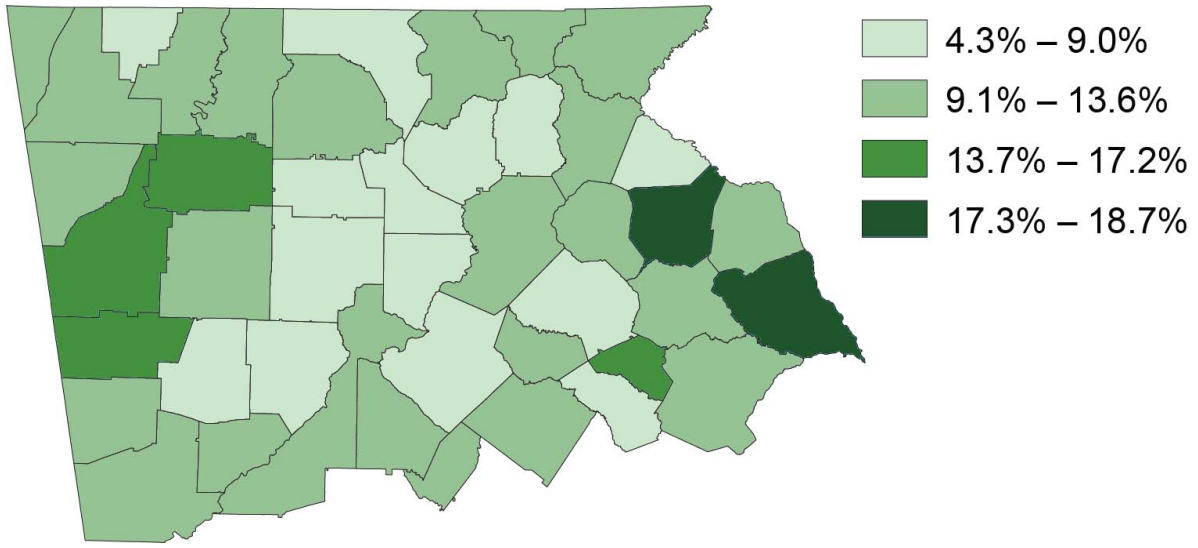 4.3% – 9.0%
9.1% – 13.6%
13.7% – 17.2%
17.3% – 18.7%